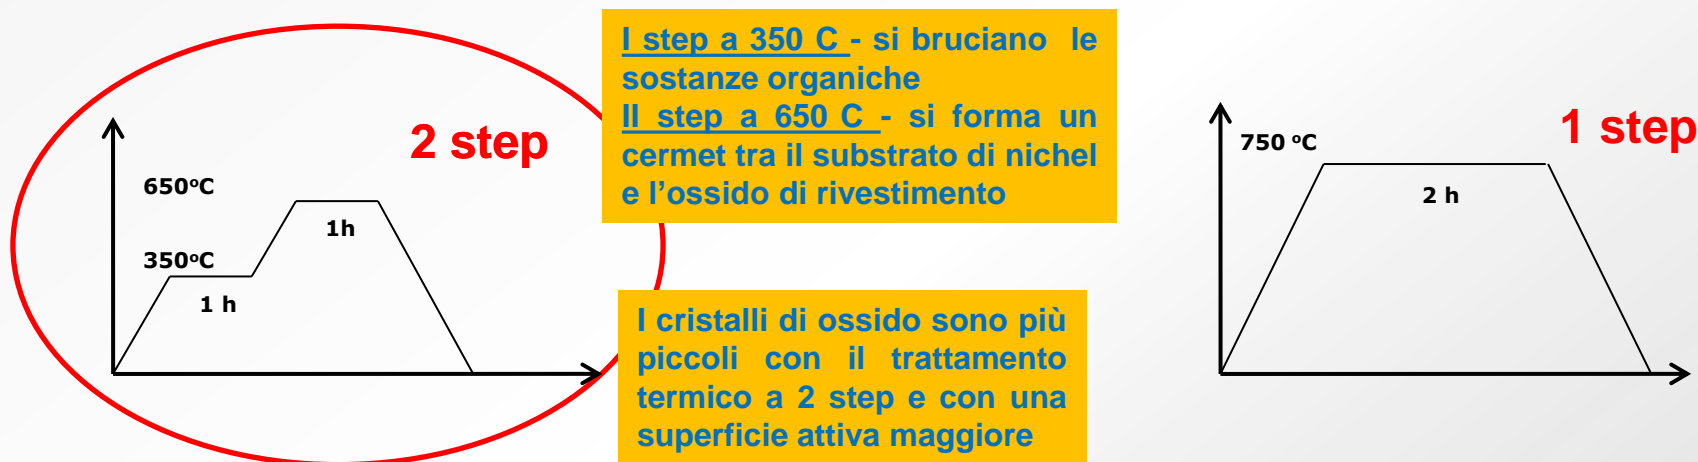 2 step
650°C
1h
350°C
1 h
I step a 350 C - si bruciano le
sostanze organiche
II step a 650 C - si forma un
cermet tra il substrato di nichel
e l'ossido di rivestimento
I cristalli di ossido sono più
piccoli con il trattamento
termico a 2 step e con una
superficie attiva maggiore
1 step
750 °C
2 h